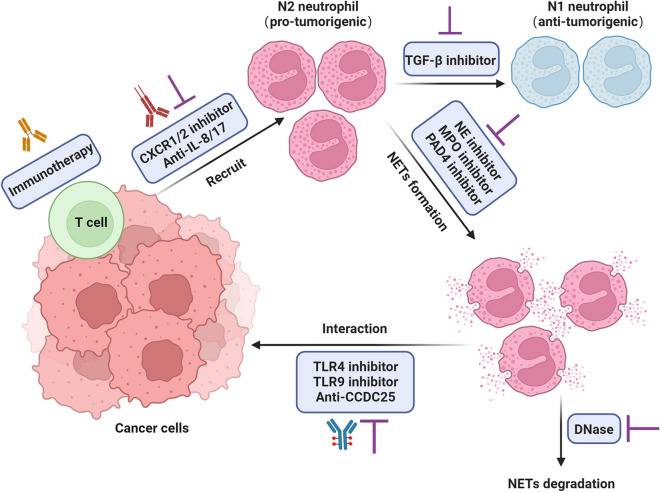 N2 neutrophil
(pro-tumorigenic)
N1 neutrophil
(anti-tumorigenic)
TGF-β inhibitor
CXCR1/2 inhibitor
Anti-IL-8/17
Recruit
Immunotherapy
T cell
NE inhibitor
MPO inhibitor
PAD4 inhibitor
NETs formation
Interaction
TLR4 inhibitor
TLR9 inhibitor
Anti-CCDC25
Cancer cells
DNase
NETs degradation